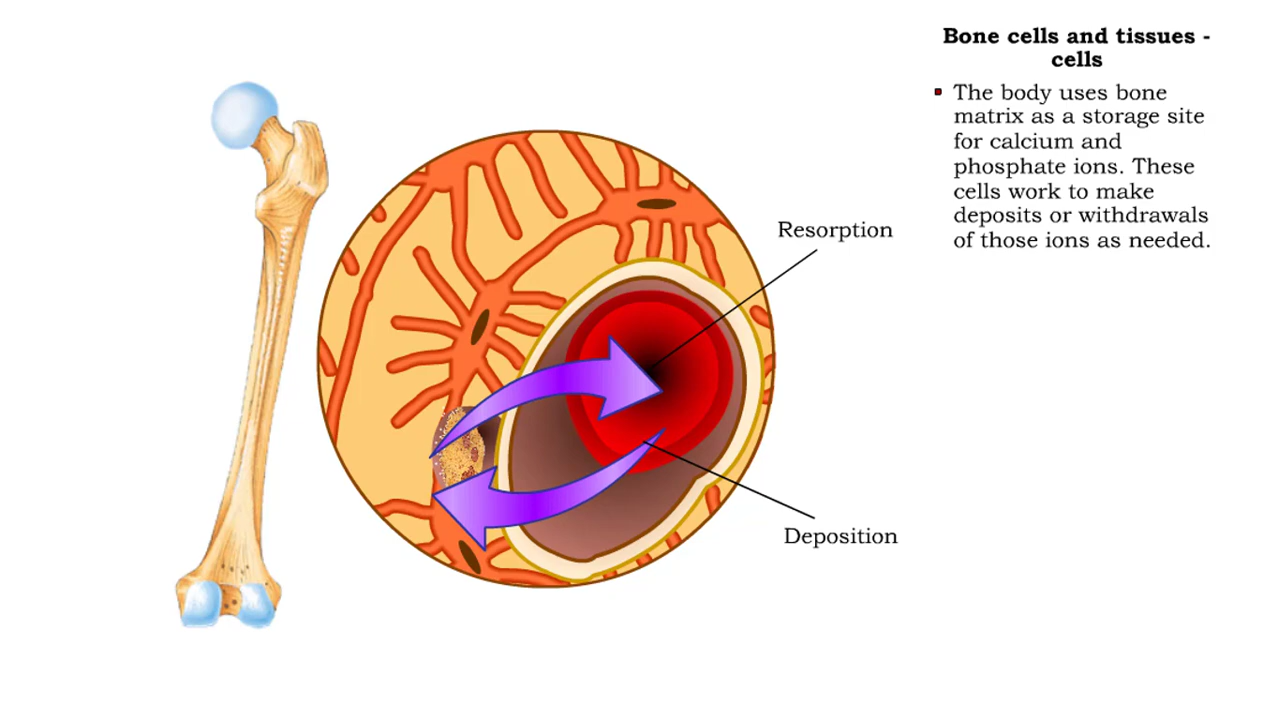 Bone cells and tissues -
cells
The body uses bone
matrix as a storage site
for calcium and
phosphate ions. These
cells work to make
deposits or withdrawals
of those ions as needed.
Resorption
Deposition